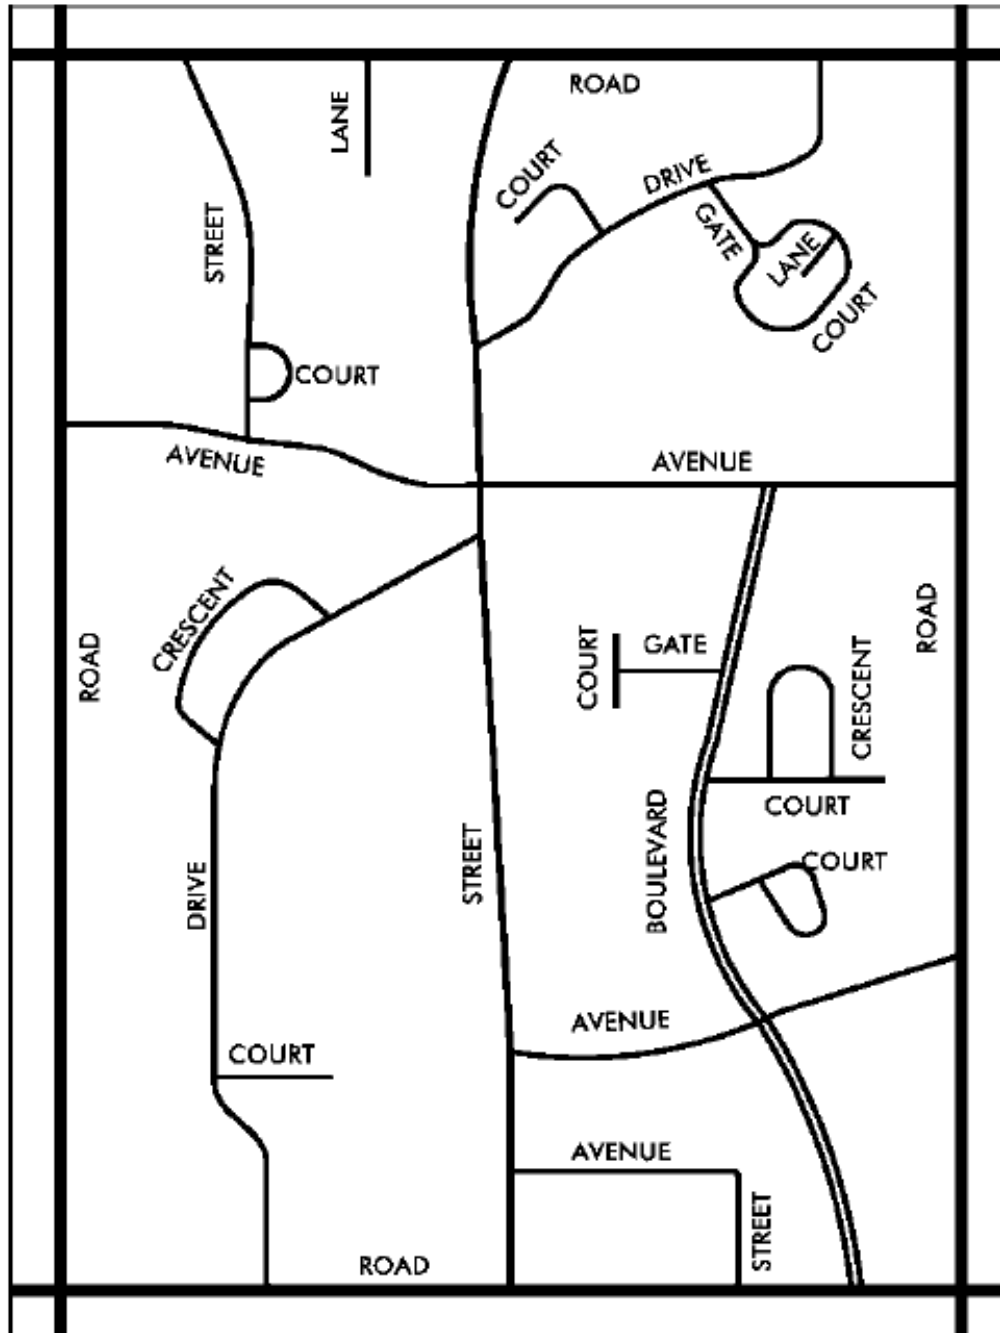 ROAD
LANE
COURT
DRIVE
STREET
GATE
LANE
COURT
COURT
AVENUE
AVENUE
CRESCENT
ROAD
ROAD
COURT
GATE
CRESCENT
COURT
BOULEVARD
STREET
COURT
DRIVE
AVENUE
COURT
AVENUE
STREET
ROAD